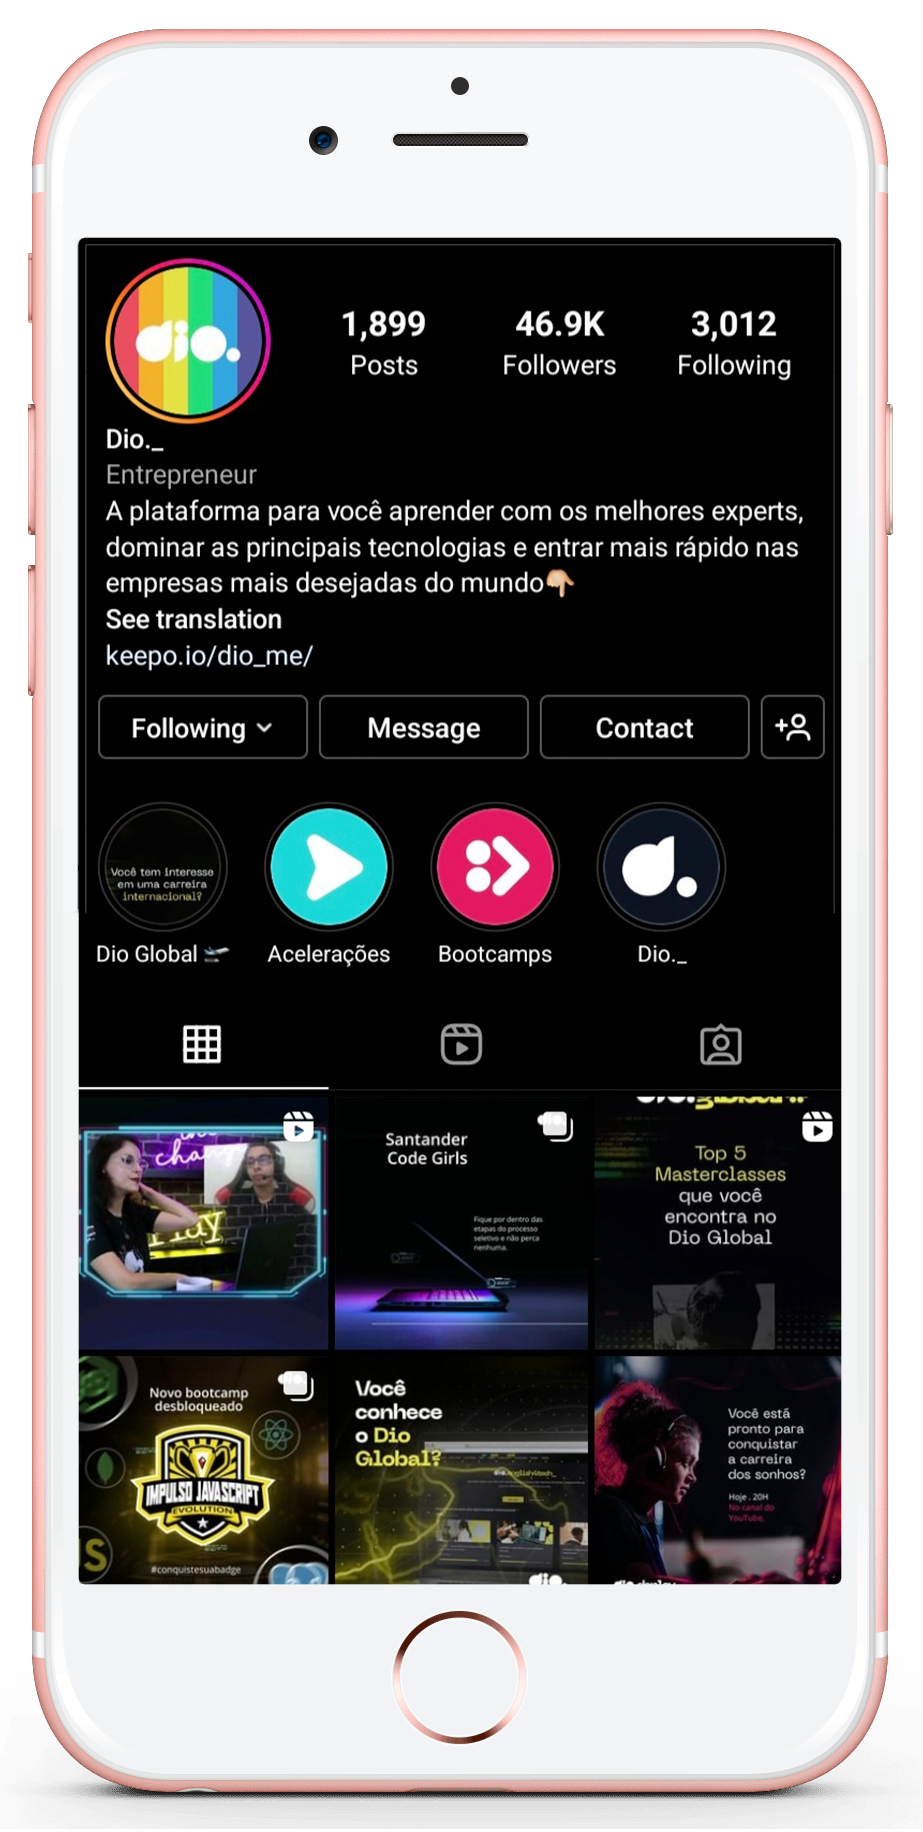 dio.
1,899 46.9K 3,012
Posts Followers Following
Dio._
Entrepreneur
A plataforma para você aprender com os melhores experts,
dominar as principais tecnologias e entrar mais rápido nas
empresas mais desejadas do mundo👇🏼
See translation
keepo.io/dio_me/
Following Message Contact
Você tem interesse
em uma carreira
internacional?
Dio Global 🛫 Acelerações Bootcamps Dio._
change
play
Santander
Code Girls
Fique por dentro das
etapas do processo
seletivo e não perca
nenhuma.
Top 5
Masterclasses
que você
encontra no
Dio Global
Novo bootcamp
desbloqueado
IMPULSO JAVASCRIPT
EVOLUTION
#conquistesuabadge
Você
conhece
o Dio
Global?
dio.
Você está
pronto para
conquistar
a carreira
dos sonhos?
Hoje . 20H
No canal do
YouTube.